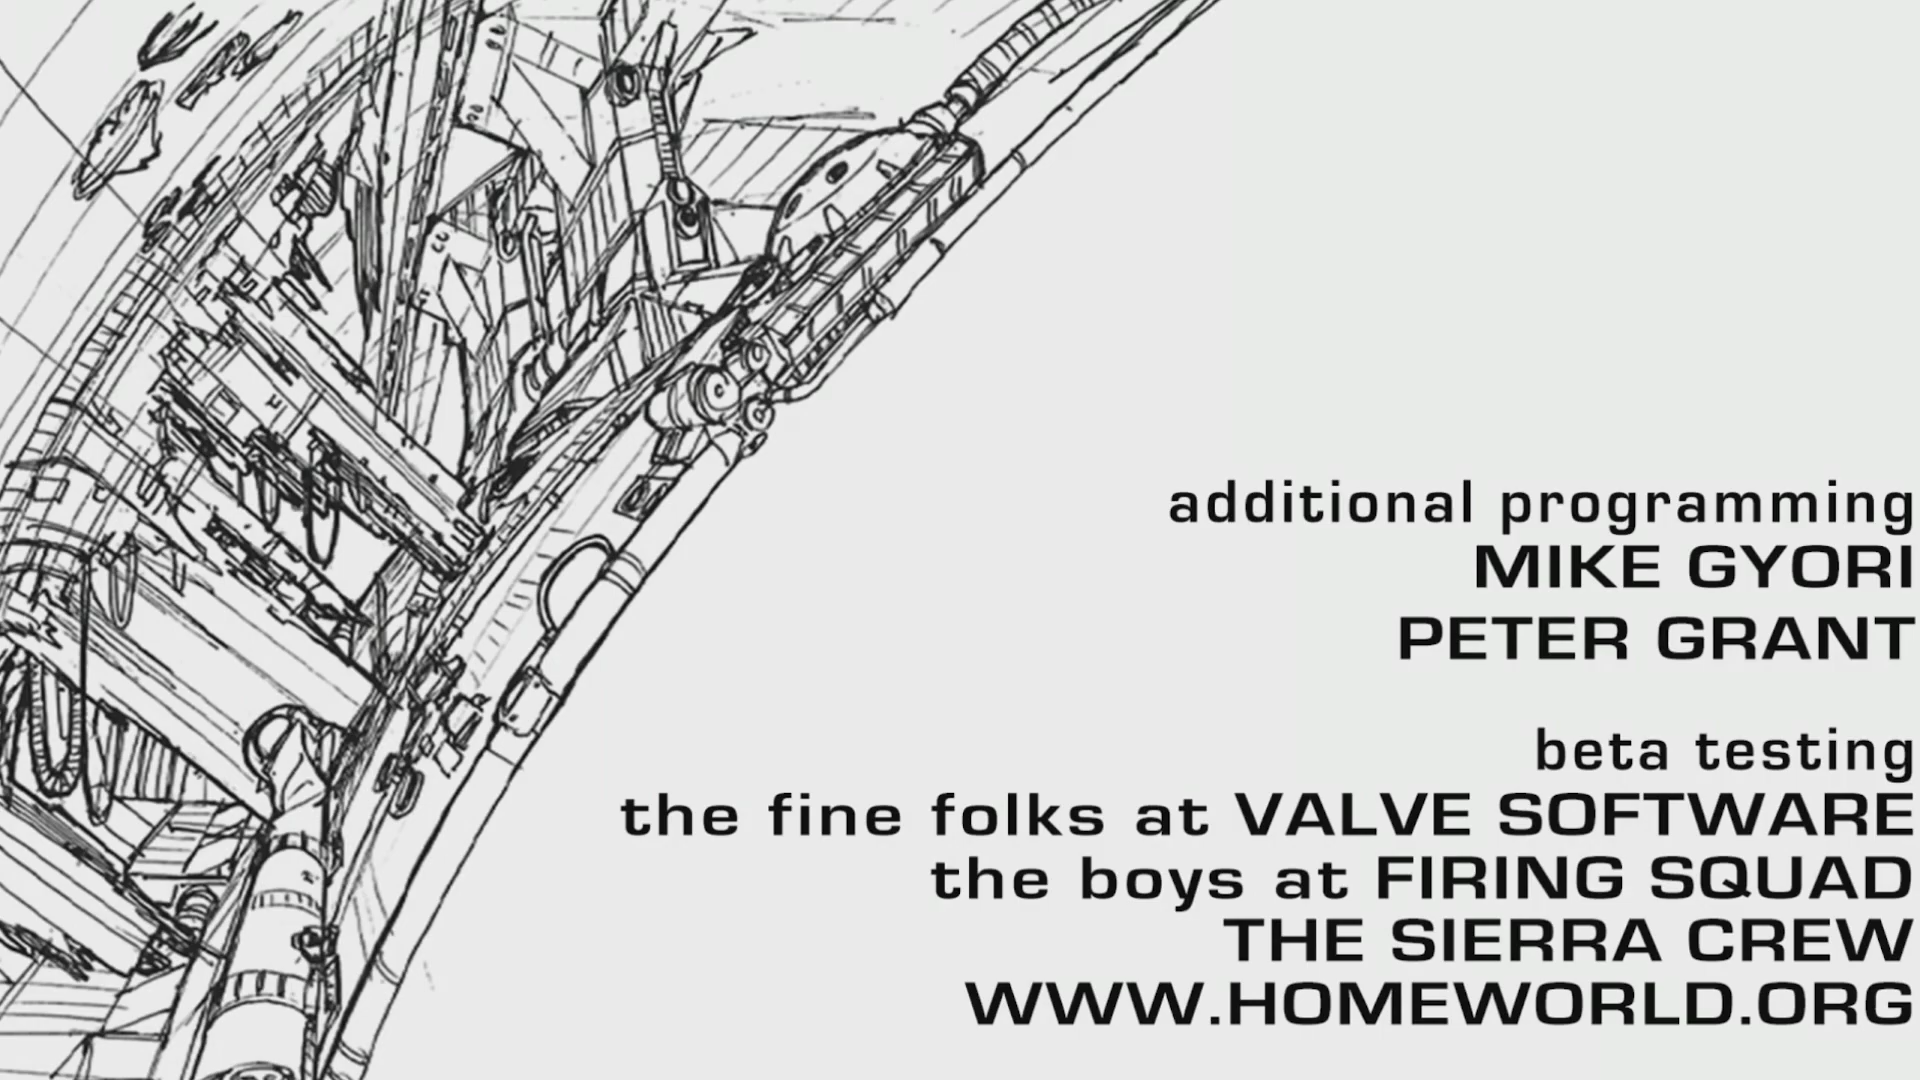 additional programming
MIKE GYORI
PETER GRANT
beta testing
the fine folks at VALVE SOFTWARE
the boys at FIRING SQUAD
THE SIERRA CREW
WWW.HOMEWORLD.ORG